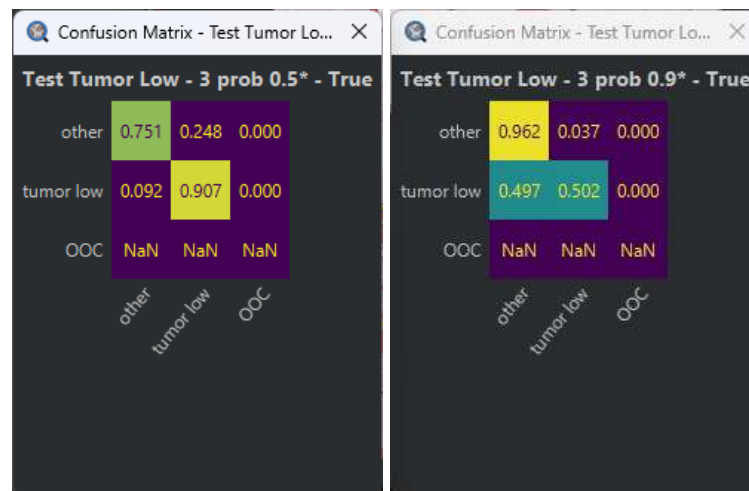 Confusion Matrix - Test Tumor Lo...
Test Tumor Low - 3 prob 0.5* - True
other 0.751 0.248 0.000
tumor low 0.092 0.907 0.000
OOC NaN NaN NaN
other tumor low OOC
Confusion Matrix - Test Tumor Lo...
Test Tumor Low - 3 prob 0.9* - True
other 0.962 0.037 0.000
tumor low 0.497 0.502 0.000
OOC NaN NaN NaN
other tumor low OOC